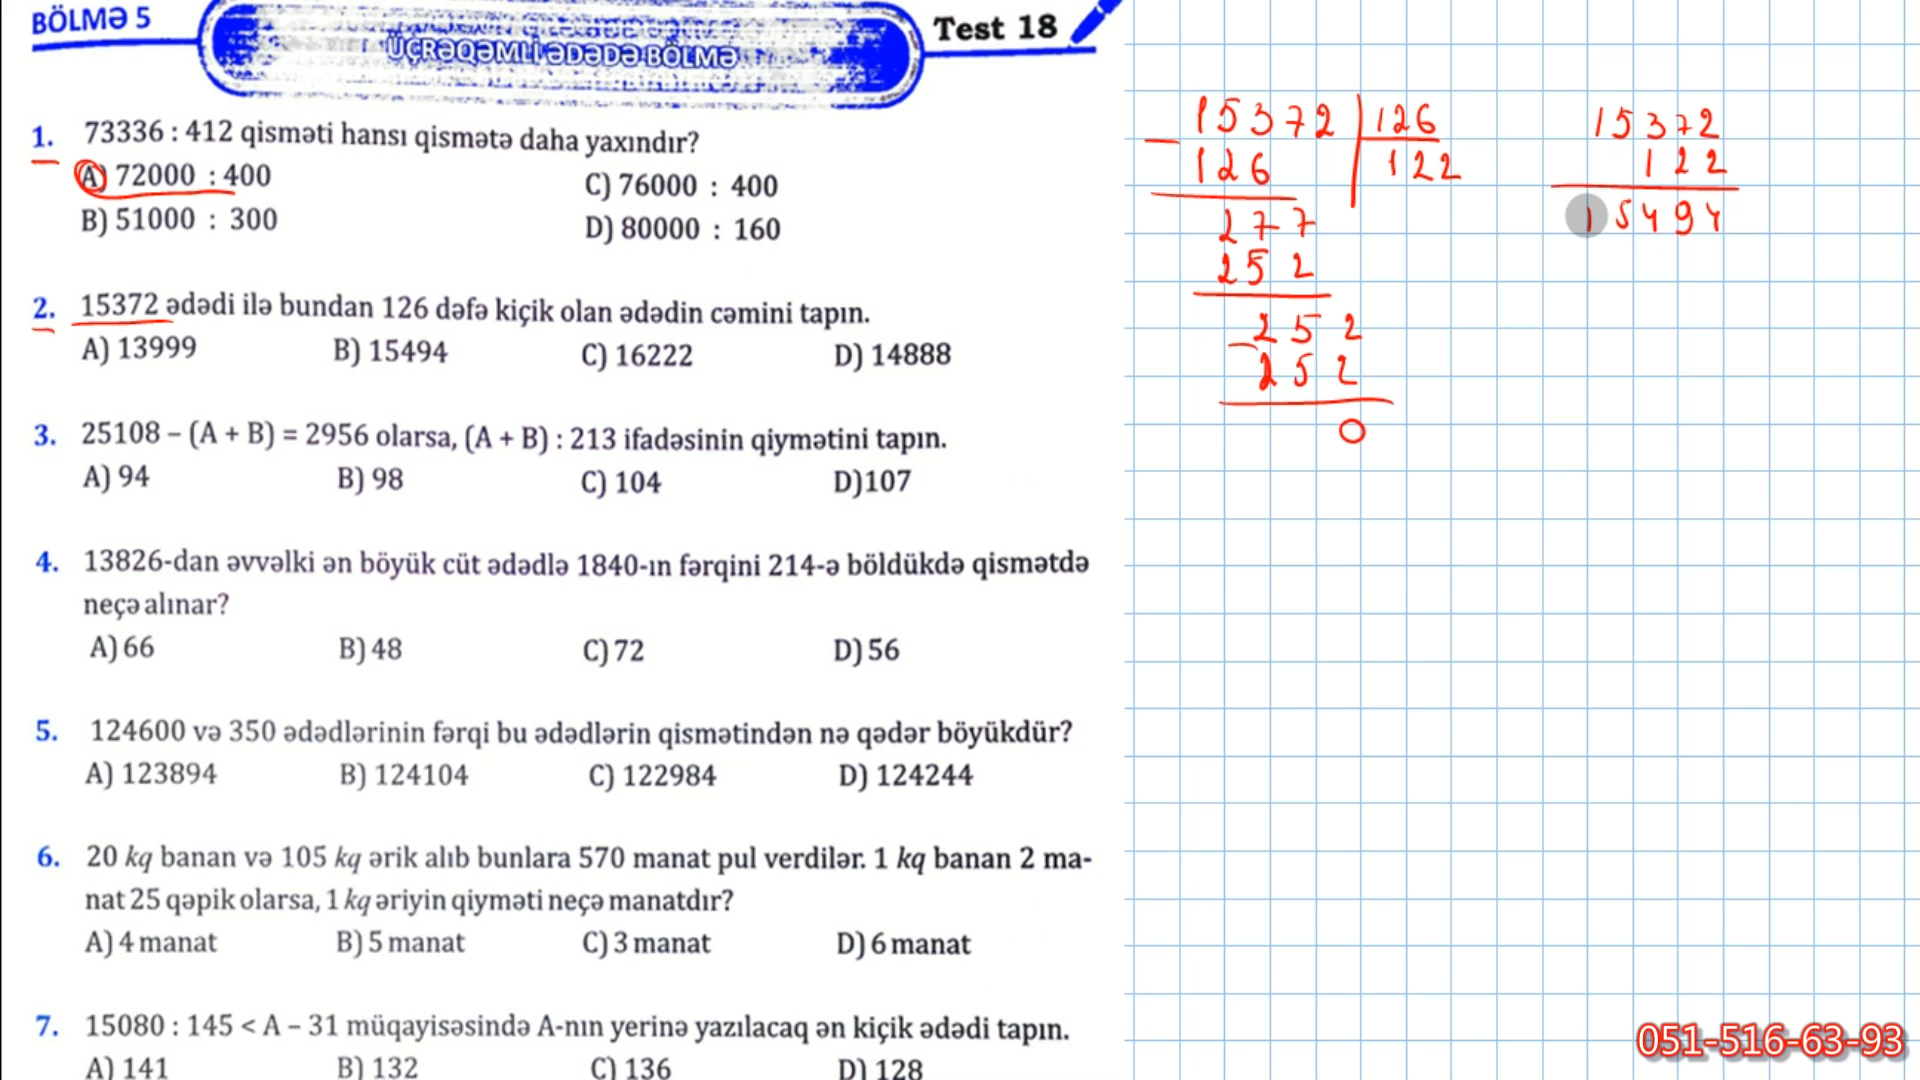 BÖLMƏ 5
ÜÇRƏQƏMLİ ƏDƏDƏ BÖLMƏ
Test 18
1. 73336 : 412 qisməti hansı qismətə daha yaxındır?
A) 72000 : 400
C) 76000 : 400
B) 51000 : 300
D) 80000 : 160
2. 15372 ədədi ilə bundan 126 dəfə kiçik olan ədədin cəmini tapın.
A) 13999 B) 15494 C) 16222 D) 14888
3. 25108 – (A + B) = 2956 olarsa, (A + B) : 213 ifadəsinin qiymətini tapın.
A) 94 B) 98 C) 104 D)107
4. 13826-dan əvvəlki ən böyük cüt ədədlə 1840-ın fərqini 214-ə böldükdə qismətdə
neçə alınar?
A) 66 B) 48 C) 72 D) 56
5. 124600 və 350 ədədlərinin fərqi bu ədədlərin qismətindən nə qədər böyükdür?
A) 123894 B) 124104 C) 122984 D) 124244
6. 20 kq banan və 105 kq ərik alıb bunlara 570 manat pul verdilər. 1 kq banan 2 ma-
nat 25 qəpik olarsa, 1 kq əriyin qiyməti neçə manatdır?
A) 4 manat B) 5 manat C) 3 manat D) 6 manat
7. 15080 : 145 < A – 31 müqayisəsində A-nın yerinə yazılacaq ən kiçik ədədi tapın.
A) 141 B) 132 C) 136 D) 128
15372 126
– 126 122
277
252
– 252
252
0
15372
122
15494
051-516-63-93